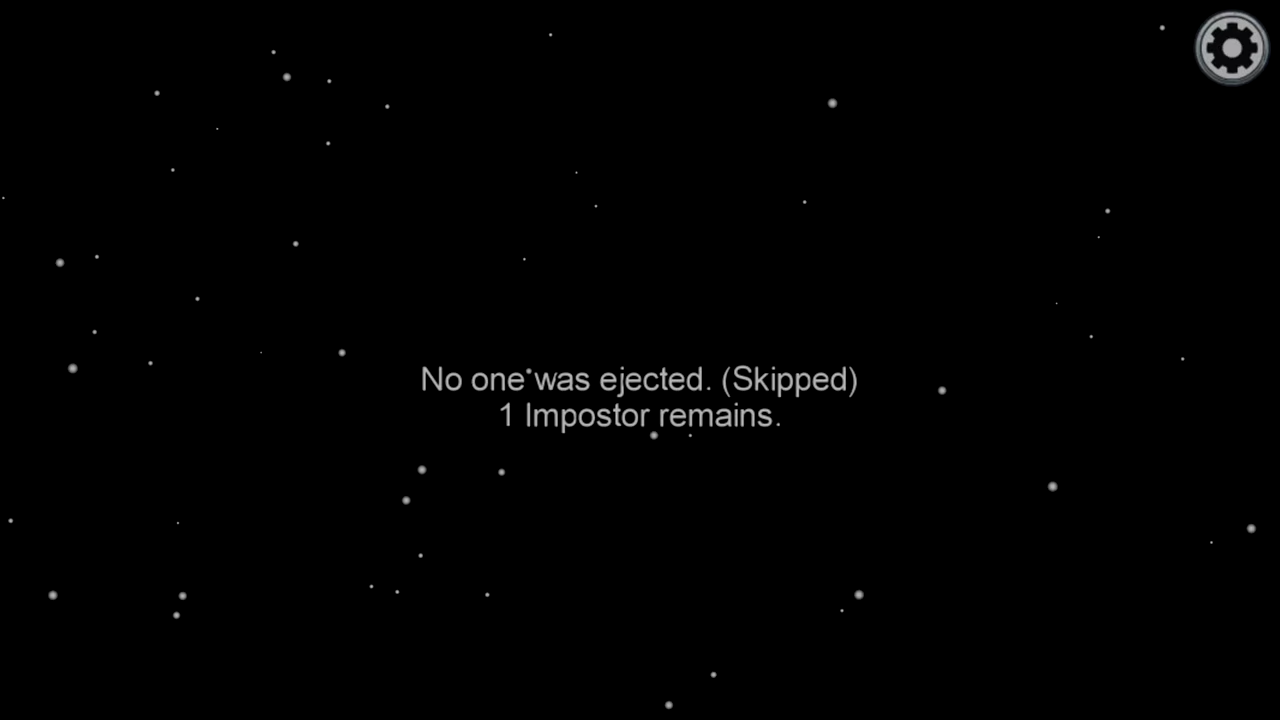 No one was ejected. (Skipped)
1 Impostor remains.